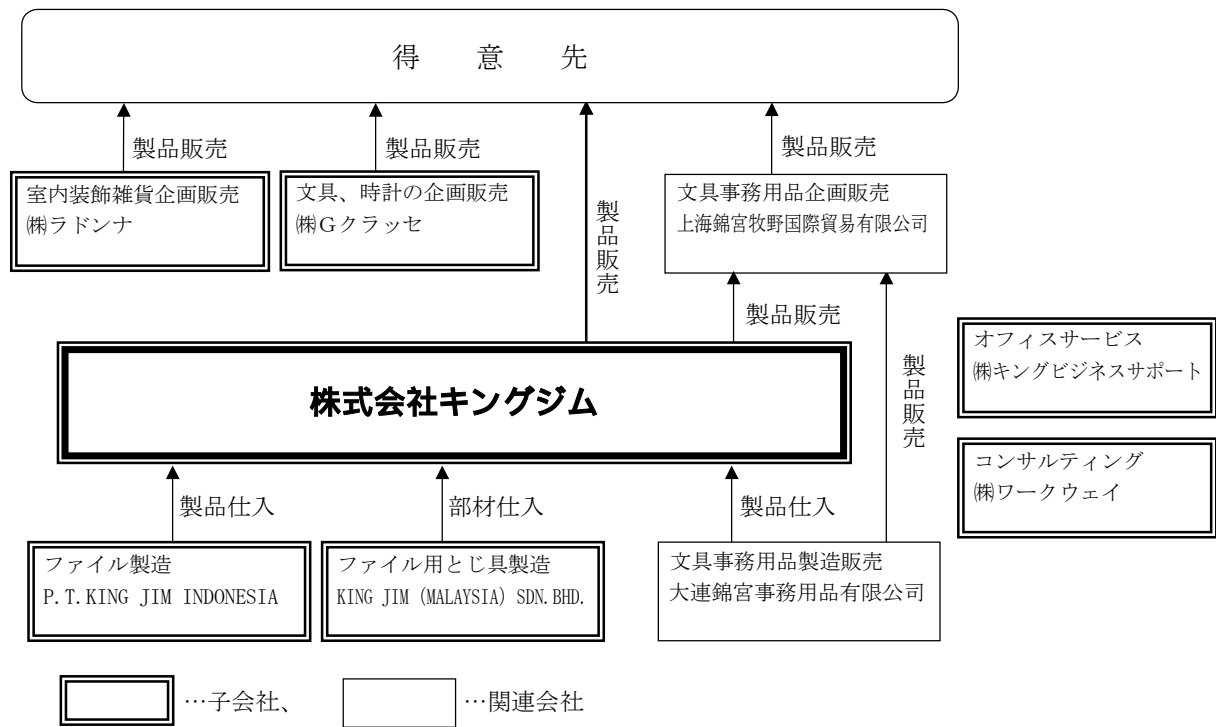 得意先
製品販売
製品販売
製品販売
製品販売
室内装飾雑貨企画販売
㈱ラドンナ
文具、時計の企画販売
㈱Gクラッセ
文具事務用品企画販売
上海錦宮牧野国際貿易有限公司
製品販売
製品販売
オフィスサービス
㈱キングビジネスサポート
株式会社キングジム
コンサルティング
㈱ワークウェイ
製品仕入
部材仕入
製品仕入
ファイル製造
P.T.KING JIM INDONESIA
ファイル用とじ具製造
KING JIM (MALAYSIA) SDN.BHD.
文具事務用品製造販売
大連錦宮事務用品有限公司
…子会社、
…関連会社